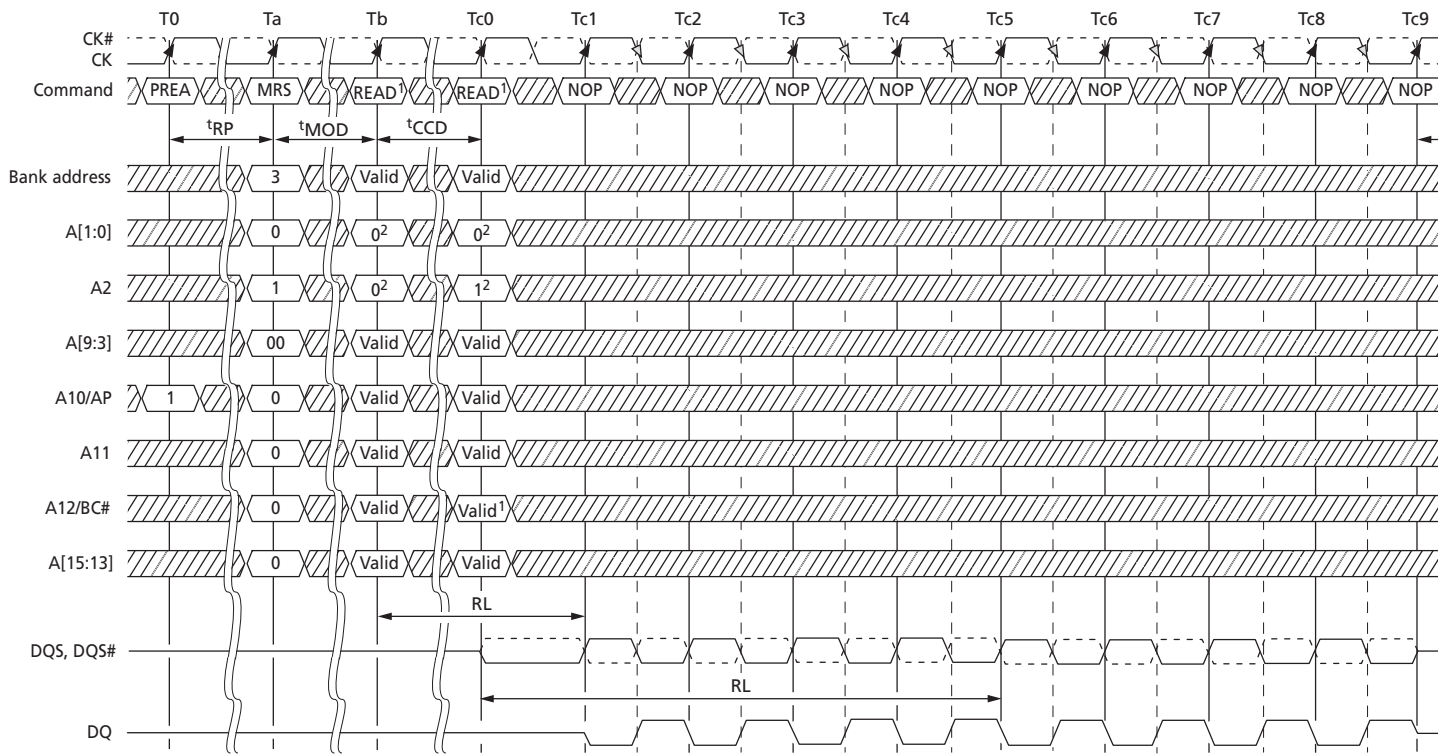 T0 Ta Tb Tc0 Tc1 Tc2 Tc3 Tc4 Tc5 Tc6 Tc7 Tc8 Tc9
CK#
CK
Command PREA MRS READ1 READ1 NOP NOP NOP NOP NOP NOP NOP NOP NOP
tRP tMOD tCCD
Bank address 3 Valid Valid
A[1:0] 0 02 02
A2 1 02 12
A[9:3] 00 Valid Valid
A10/AP 1 0 Valid Valid
A11 0 Valid Valid
A12/BC# 0 Valid Valid1
A[15:13] 0 Valid Valid
RL
DQS, DQS#
RL
DQ